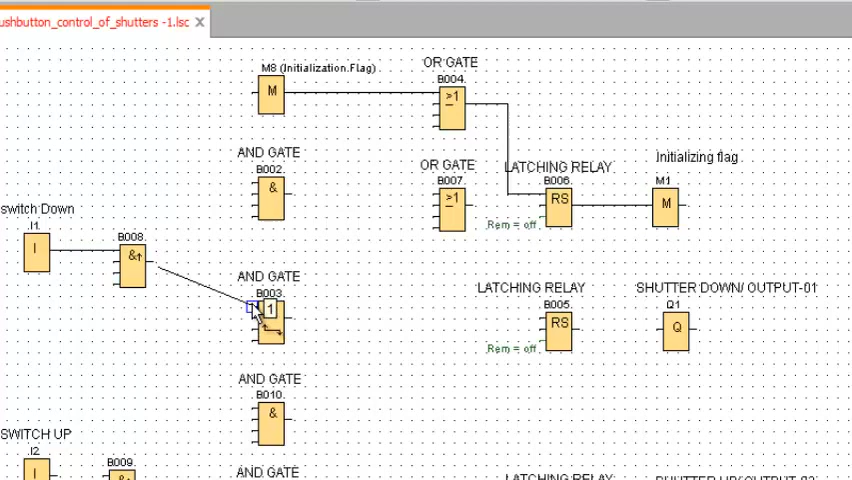 ushbutton_control_of_shutters -1.lsc
M8 (Initialization.Flag)
M
OR GATE
B004
>1
AND GATE
B002
&
OR GATE
B007
>1
LATCHING RELAY
B006
RS
Rem = off
Initializing flag
M1
M
switch Down
I1
I
B008
&↑
AND GATE
B003
1
LATCHING RELAY
B005
RS
Rem = off
SHUTTER DOWN/ OUTPUT-01
Q1
Q
AND GATE
B010
&
SWITCH UP
I2
I
B009
AND GATE
LATCHING RELAY